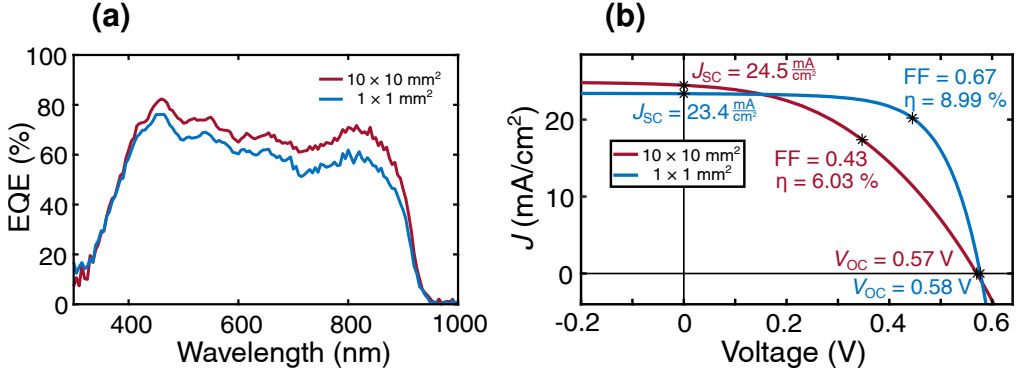 (a)
100
80
60
40
20
0
EQE (%)
10 × 10 mm²
1 × 1 mm²
400
600
800
1000
Wavelength (nm)
(b)
20
0
J (mA/cm²)
J_SC = 24.5 mA/cm²
J_SC = 23.4 mA/cm²
FF = 0.67
η = 8.99 %
10 × 10 mm²
1 × 1 mm²
FF = 0.43
η = 6.03 %
V_OC = 0.57 V
V_OC = 0.58 V
-0.2
0
0.2
0.4
0.6
Voltage (V)